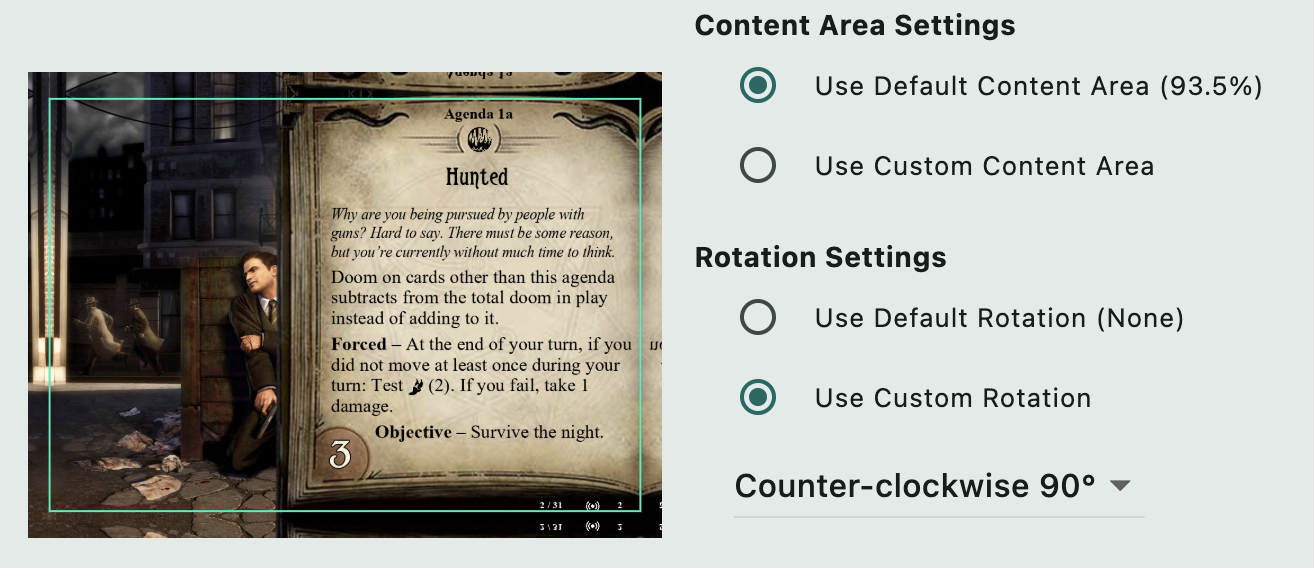 Content Area Settings
Use Default Content Area (93.5%)
Use Custom Content Area
Rotation Settings
Use Default Rotation (None)
Use Custom Rotation
Counter-clockwise 90°
Agenda 1a
Agenda 1a
Hunted
Why are you being pursued by people with
guns? Hard to say. There must be some reason,
but you’re currently without much time to think.
Doom on cards other than this agenda
subtracts from the total doom in play
instead of adding to it.
Forced – At the end of your turn, if you
did not move at least once during your
turn: Test (2). If you fail, take 1
damage.
Objective – Survive the night.
3
2 / 31 2